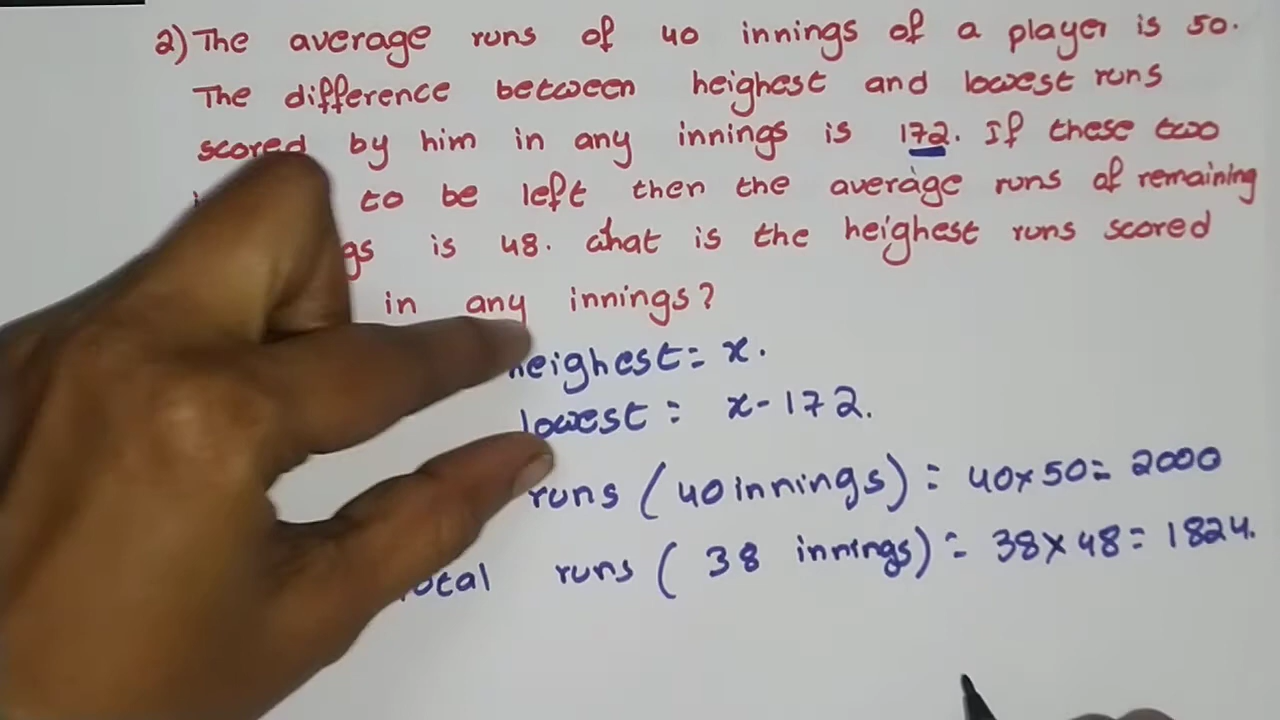 2) The average runs of 40 innings of a player is 50.
The difference between heighest and lowest runs
scored by him in any innings is 172. If these two
to be left then the average runs of remaining
gs is 48. What is the heighest runs scored
in any innings?
heighest = x.
lowest = x-172.
runs (40 innings) = 40×50= 2000
Total runs ( 38 innings) = 38×48= 1824.